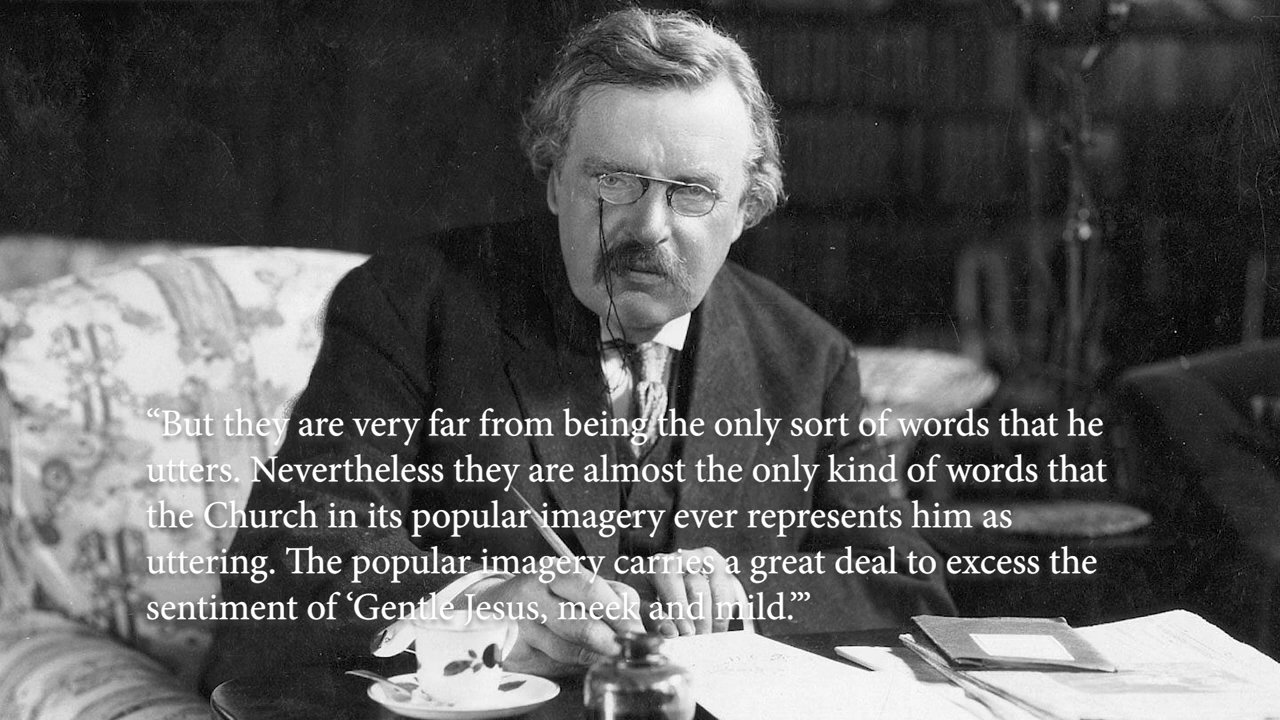 “But they are very far from being the only sort of words that he
utters. Nevertheless they are almost the only kind of words that
the Church in its popular imagery ever represents him as
uttering. The popular imagery carries a great deal to excess the
sentiment of ‘Gentle Jesus, meek and mild.’”